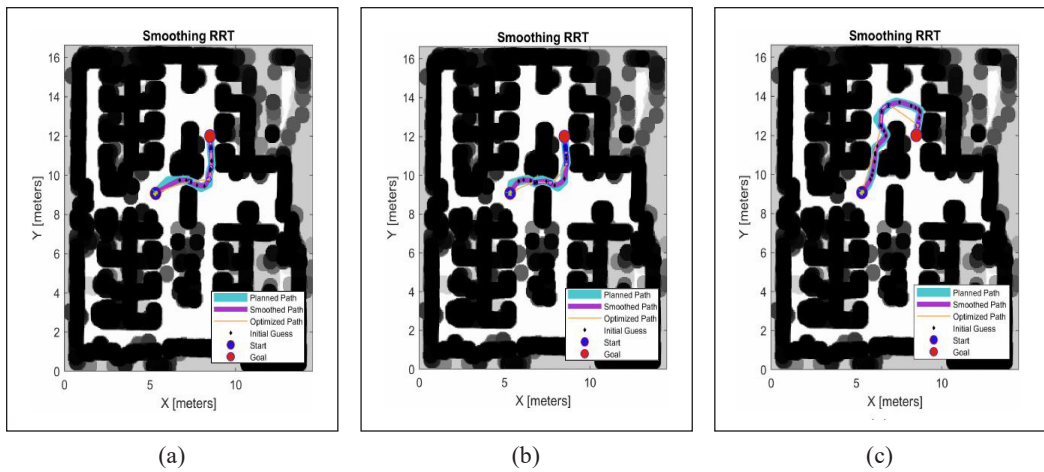 Smoothing RRT
16
14
12
10
8
6
4
2
0
Y [meters]
0 5 10
X [meters]
Planned Path
Smoothed Path
Optimized Path
Initial Guess
Start
Goal
(a)
Smoothing RRT
16
14
12
10
8
6
4
2
0
Y [meters]
0 5 10
X [meters]
Planned Path
Smoothed Path
Optimized Path
Initial Guess
Start
Goal
(b)
Smoothing RRT
16
14
12
10
8
6
4
2
0
Y [meters]
0 5 10
X [meters]
Planned Path
Smoothed Path
Optimized Path
Initial Guess
Start
Goal
(c)